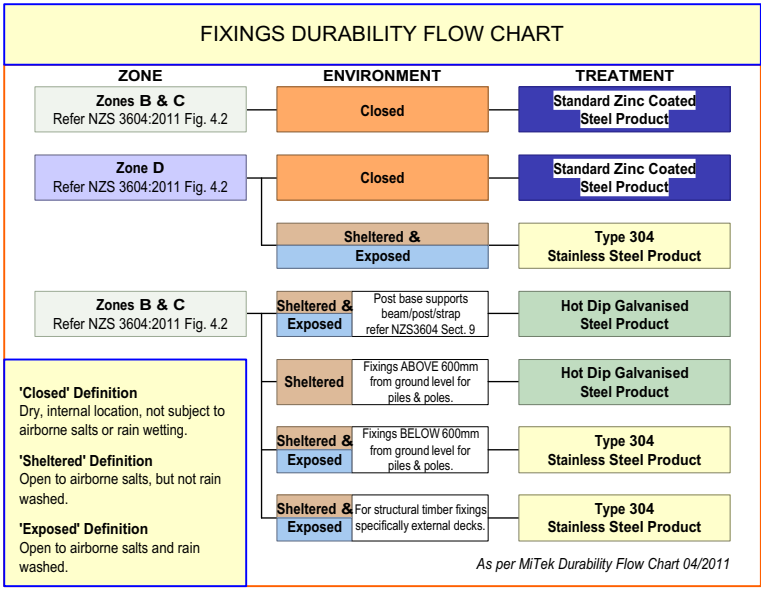 FIXINGS DURABILITY FLOW CHART
ZONE
ENVIRONMENT
TREATMENT
Zones B & C
Refer NZS 3604:2011 Fig. 4.2
Closed
Standard Zinc Coated
Steel Product
Zone D
Refer NZS 3604:2011 Fig. 4.2
Closed
Standard Zinc Coated
Steel Product
Sheltered &
Exposed
Type 304
Stainless Steel Product
Zones B & C
Refer NZS 3604:2011 Fig. 4.2
Sheltered &
Exposed
Post base supports
beam/post/strap
refer NZS3604 Sect. 9
Hot Dip Galvanised
Steel Product
Sheltered
Fixings ABOVE 600mm
from ground level for
piles & poles.
Hot Dip Galvanised
Steel Product
Sheltered &
Exposed
Fixings BELOW 600mm
from ground level for
piles & poles.
Type 304
Stainless Steel Product
Sheltered &
Exposed
For structural timber fixings
specifically external decks.
Type 304
Stainless Steel Product
'Closed' Definition
Dry, internal location, not subject to
airborne salts or rain wetting.
'Sheltered' Definition
Open to airborne salts, but not rain
washed.
'Exposed' Definition
Open to airborne salts and rain
washed.
As per MiTek Durability Flow Chart 04/2011